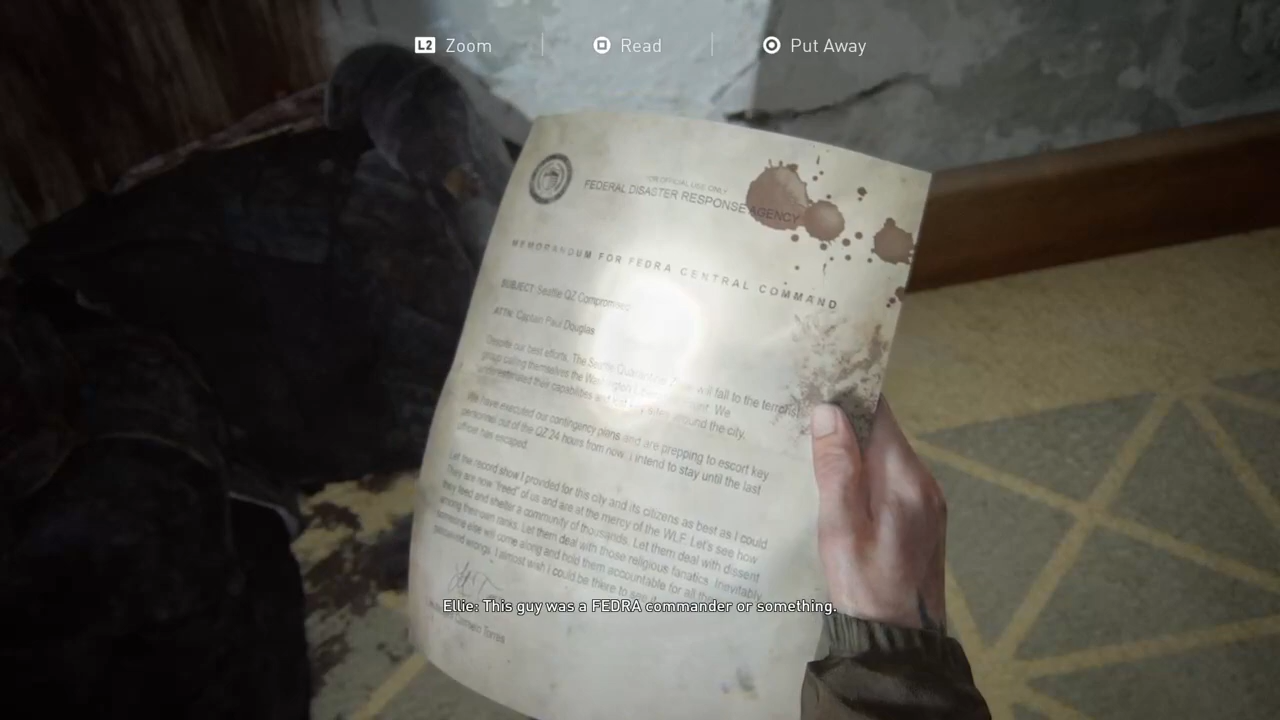 L2 Zoom
Read
Put Away
FOR OFFICIAL USE ONLY
FEDERAL DISASTER RESPONSE AGENCY
MEMORANDUM FOR FEDRA CENTRAL COMMAND
SUBJECT: Seattle QZ Compromised
ATTN: Captain Paul Douglas
Despite our best efforts, The Seattle will fall to the terrorist
group calling themselves the Washington We
underestimated their capabilities and around the city.
We have executed our contingency plans and are prepping to escort key
personnel out of the QZ 24 hours from now. I intend to stay until the last
officer has escaped.
Let the record show I provided for this city and its citizens as best as I could
They are now "freed" of us and are at the mercy of the WLF. Let's see how
they feed and shelter a community of thousands. Let them deal with dissent
among their own ranks. Let them deal with those religious fanatics. Inevitably
someone else will come along and hold them accountable for all their
perceived wrongs. I almost wish I could be there to see it
Ellie: This guy was a FEDRA commander or something.
Torres